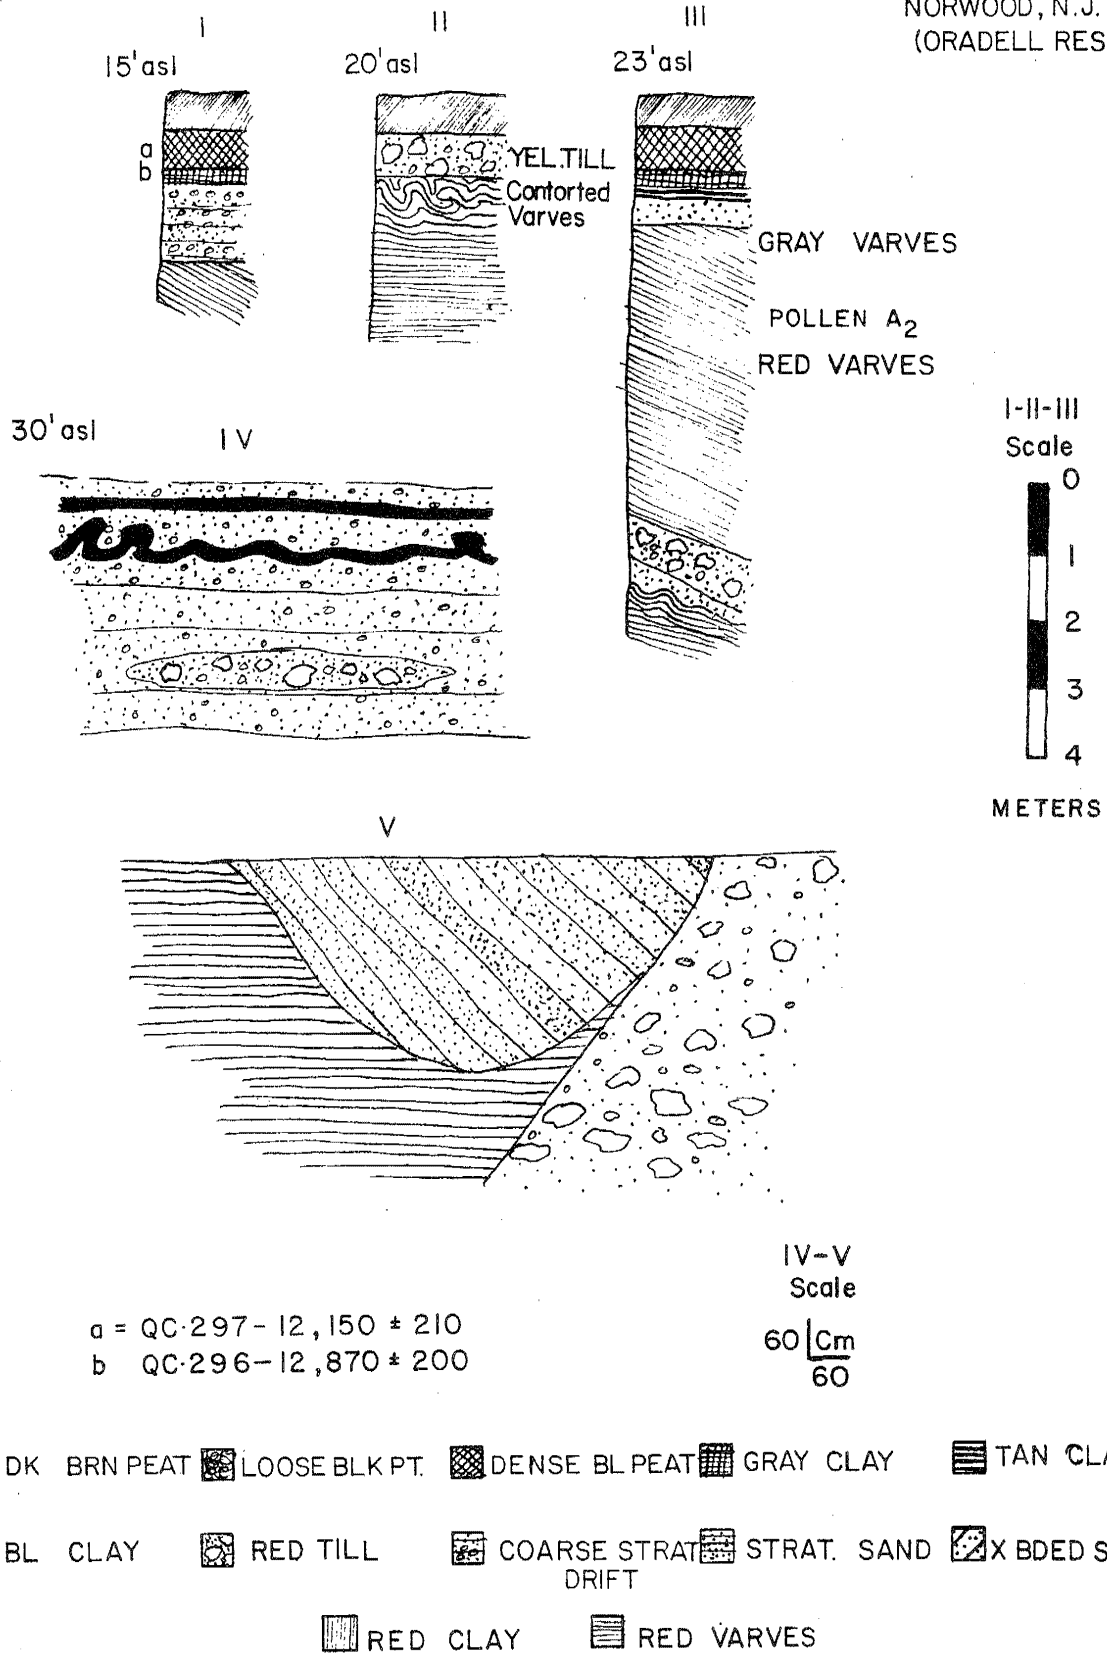 I
II
III
NORWOOD, N.J.
(ORADELL RES
15' asl
20' asl
23' asl
a
b
YEL. TILL
Contorted
Varves
GRAY VARVES
POLLEN A2
RED VARVES
30' asl
IV
I-II-III
Scale
0
1
2
3
4
METERS
V
IV-V
Scale
60 Cm
60
a = QC·297- 12,150 ± 210
b QC·296- 12,870 ± 200
DK BRN PEAT LOOSE BLK PT. DENSE BL PEAT GRAY CLAY TAN CLA
BL CLAY RED TILL COARSE STRAT STRAT. SAND X BDED S
DRIFT
RED CLAY RED VARVES